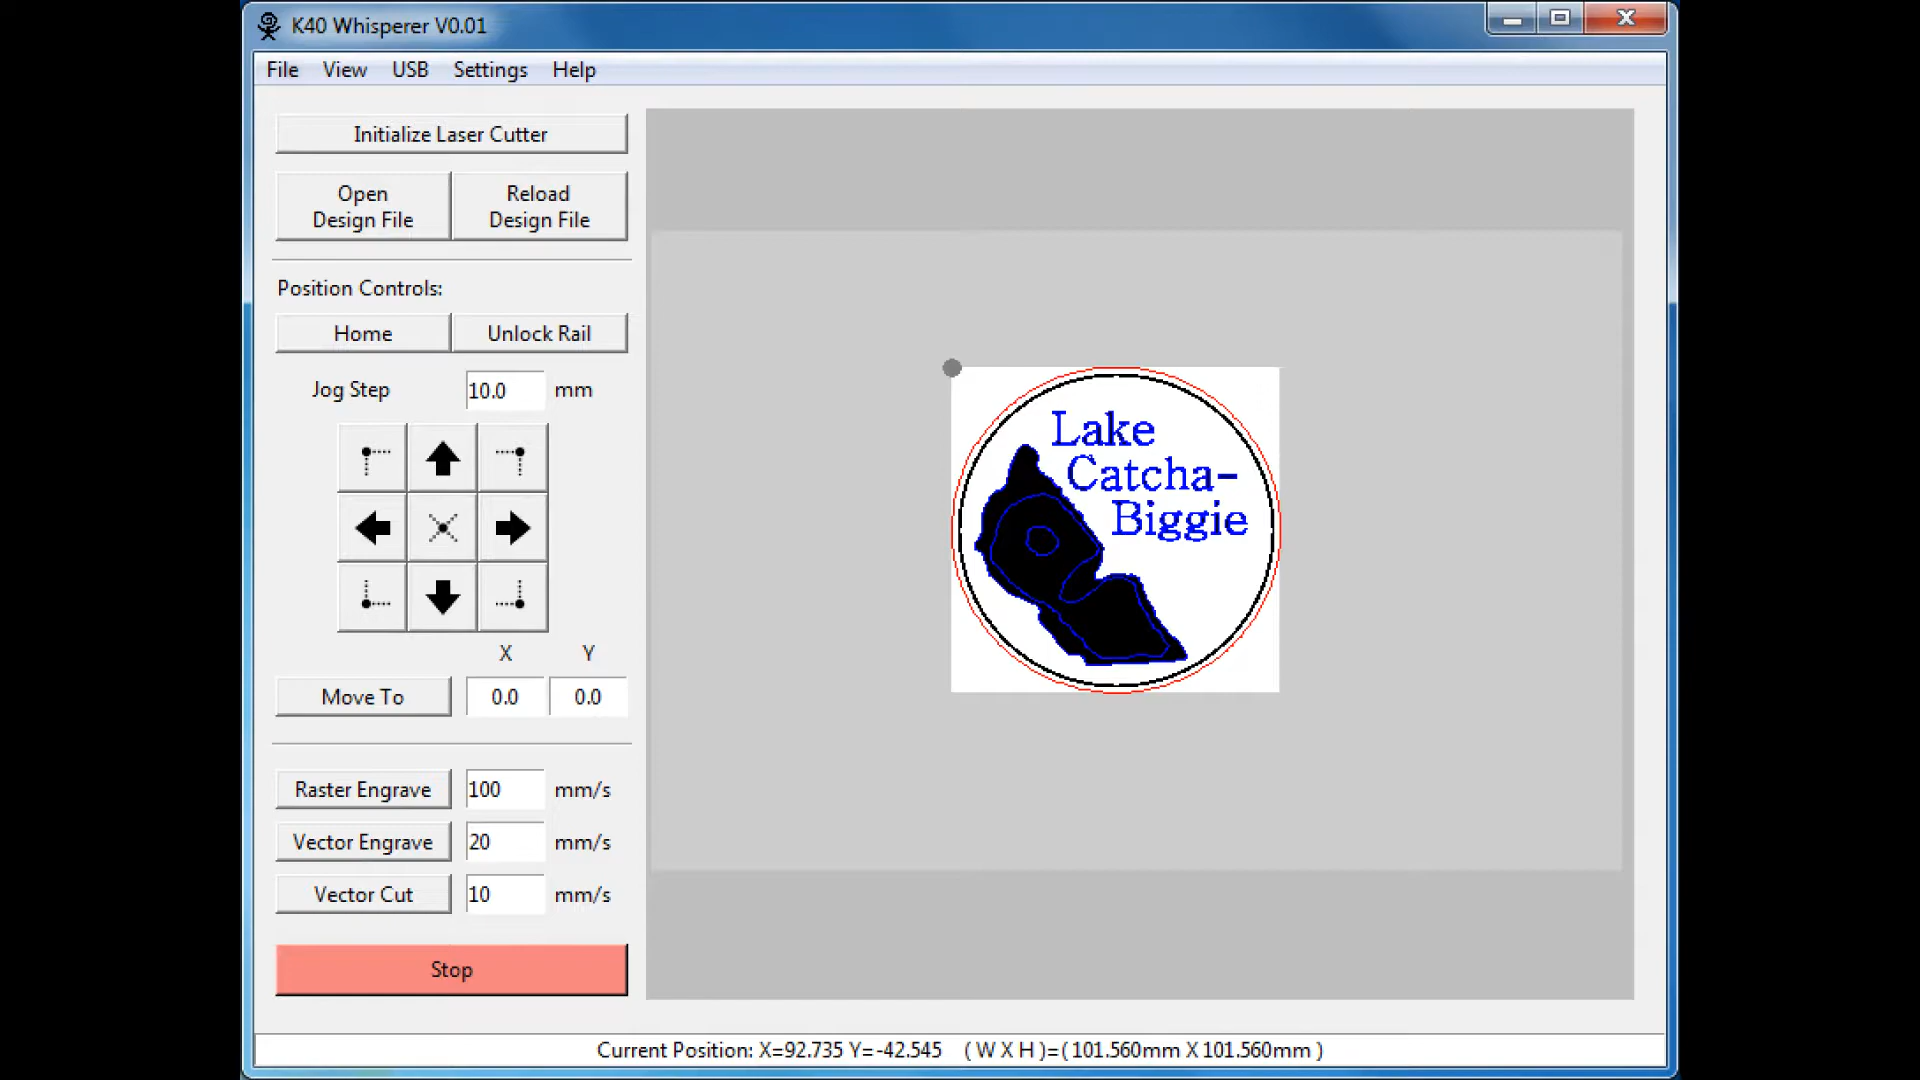 K40 Whisperer V0.01
File View USB Settings Help
Initialize Laser Cutter
Open Design File
Reload Design File
Position Controls:
Home
Unlock Rail
Jog Step 10.0 mm
X Y
Move To 0.0 0.0
Raster Engrave 100 mm/s
Vector Engrave 20 mm/s
Vector Cut 10 mm/s
Stop
Lake
Catcha-
Biggie
Current Position: X=92.735 Y=-42.545 ( W X H )=( 101.560mm X 101.560mm )